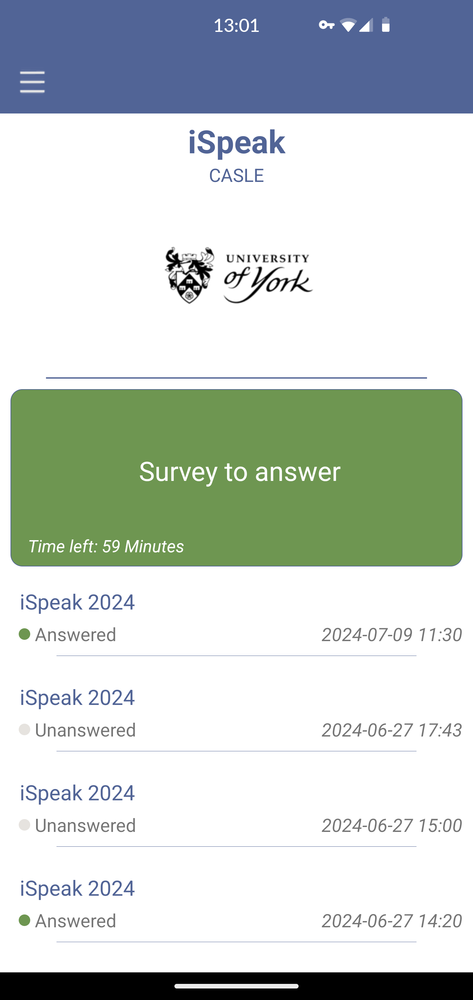 13:01
iSpeak
CASLE
UNIVERSITY
of York
Survey to answer
Time left: 59 Minutes
iSpeak 2024
Answered 2024-07-09 11:30
iSpeak 2024
Unanswered 2024-06-27 17:43
iSpeak 2024
Unanswered 2024-06-27 15:00
iSpeak 2024
Answered 2024-06-27 14:20